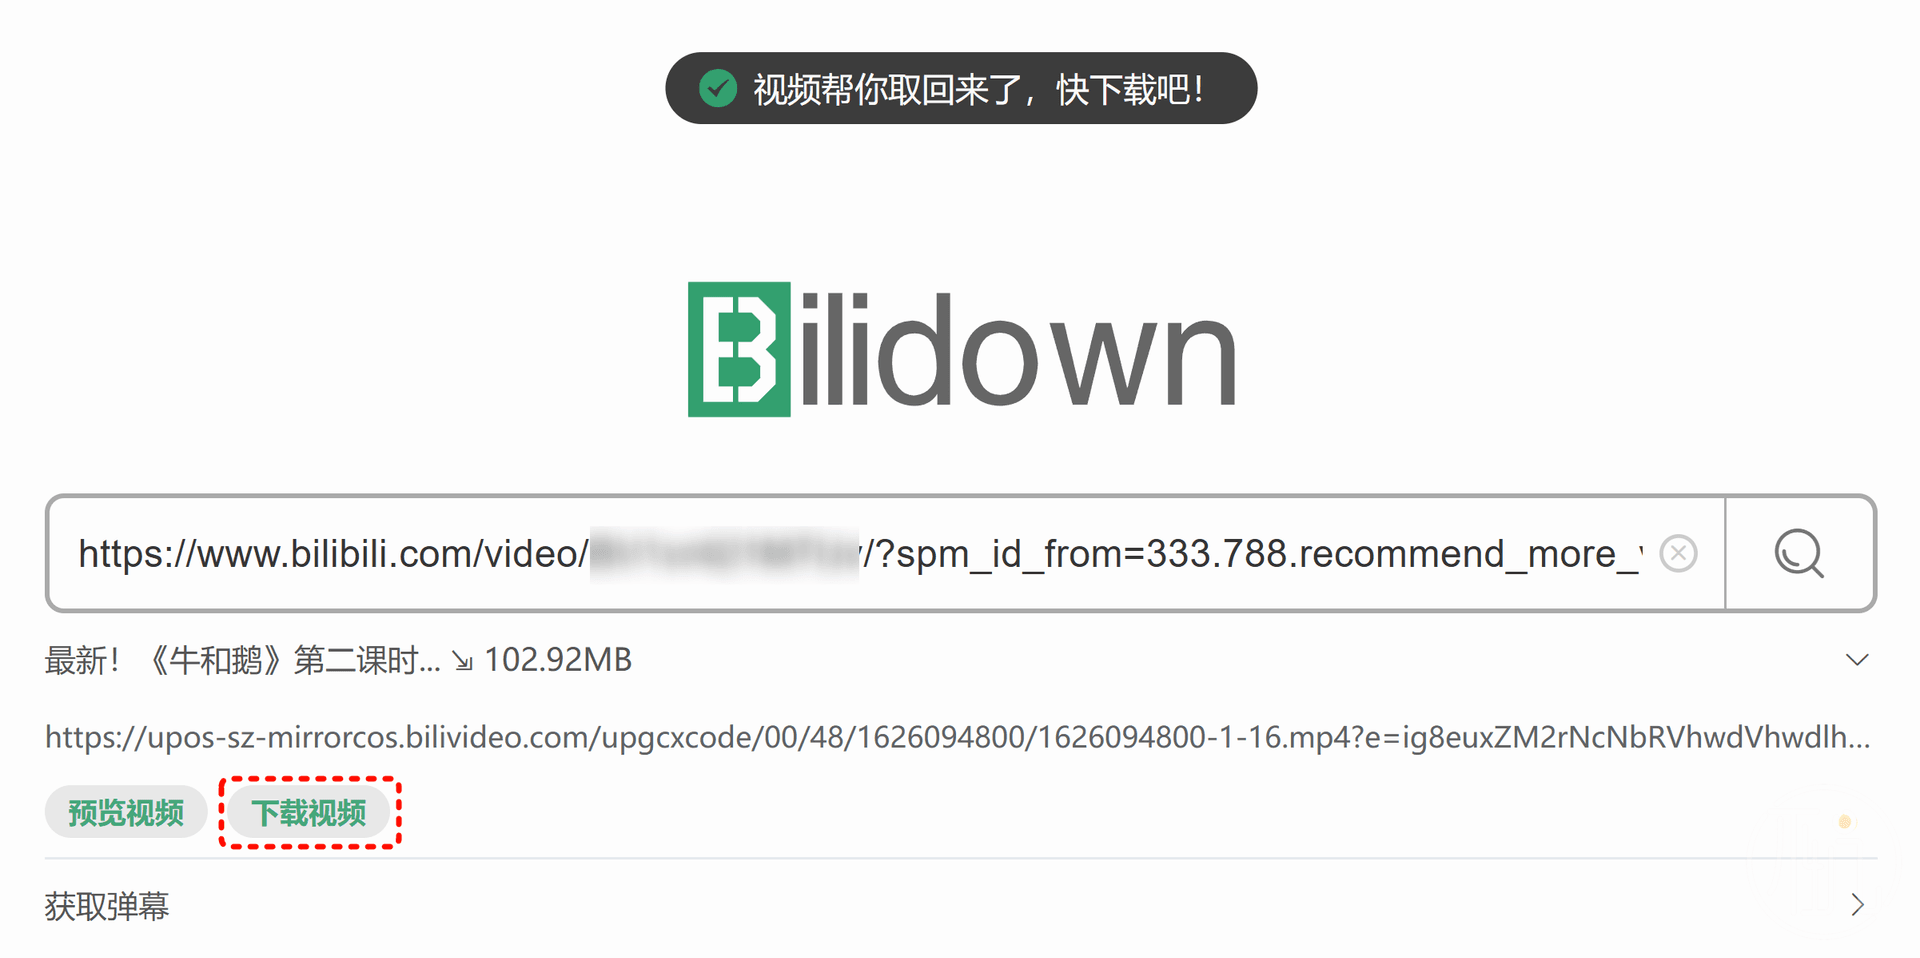 视频帮你取回来了，快下载吧！
Bilidown
https://www.bilibili.com/video/ /?spm_id_from=333.788.recommend_more_
最新！《牛和鹅》第二课时... ⇲ 102.92MB
https://upos-sz-mirrorcos.bilivideo.com/upgcxcode/00/48/1626094800/1626094800-1-16.mp4?e=ig8euxZM2rNcNbRVhwdVhwdlh...
预览视频 下载视频
获取弹幕